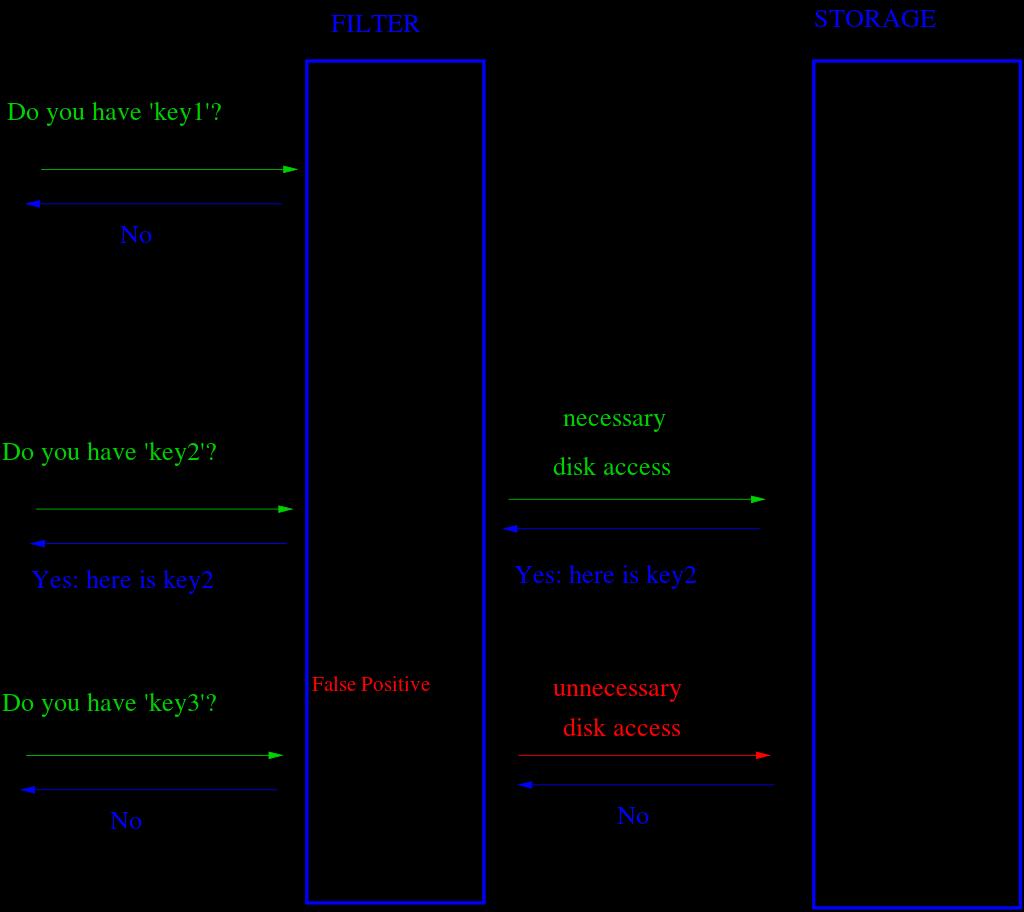 FILTER
STORAGE
Do you have 'key1'?
No
necessary
disk access
Do you have 'key2'?
Yes: here is key2
Yes: here is key2
False Positive
unnecessary
disk access
Do you have 'key3'?
No
No